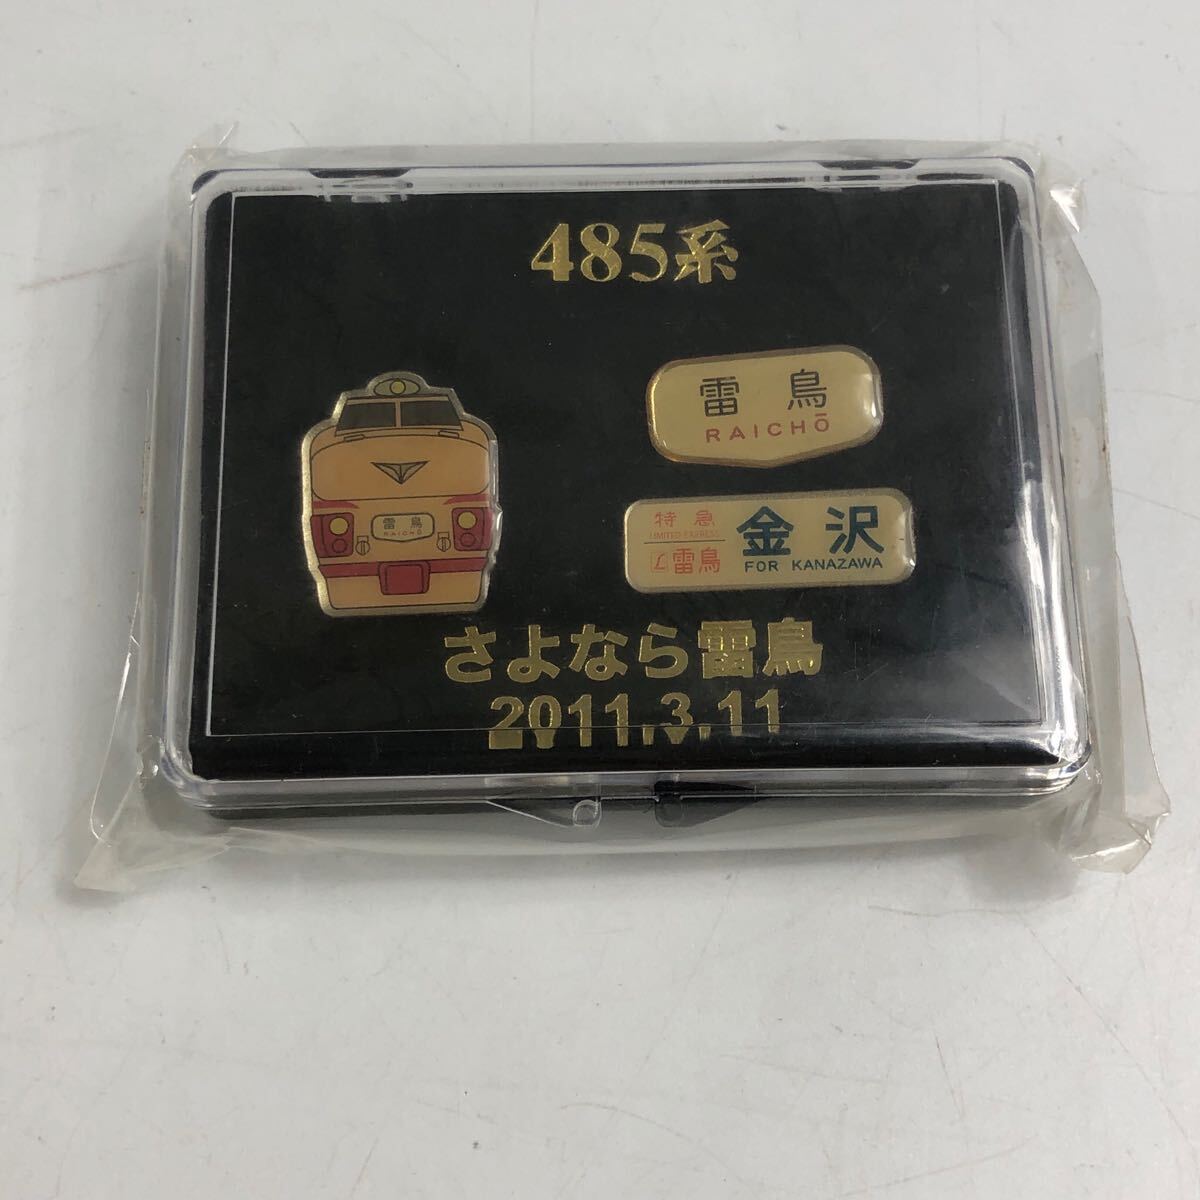 485系
雷鳥
RAICHŌ
雷鳥
RAICHŌ
特急
LIMITED EXPRESS
L 雷鳥
金沢
FOR KANAZAWA
さよなら雷鳥
2011.3.11